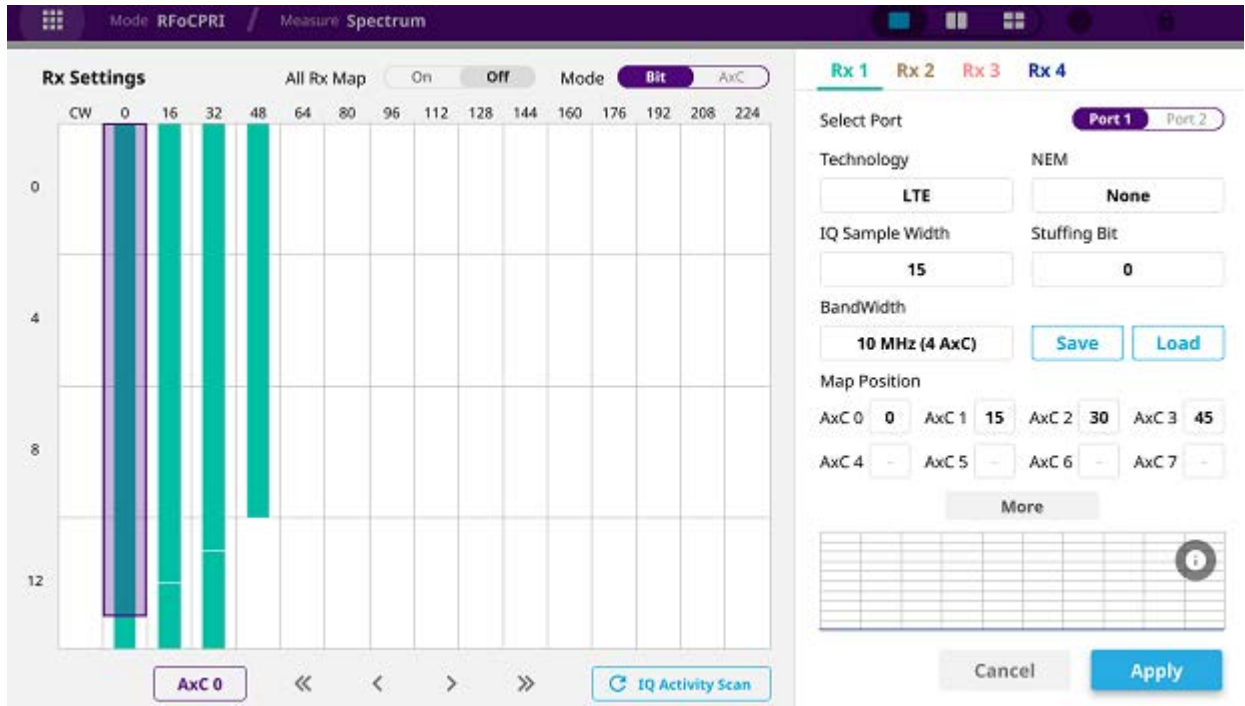 Mode RFoCPRI / Measure Spectrum
Rx Settings All Rx Map On Off Mode Bit AxC
CW 0 16 32 48 64 80 96 112 128 144 160 176 192 208 224
0
4
8
12
AxC 0 « < > » IQ Activity Scan
Rx 1 Rx 2 Rx 3 Rx 4
Select Port Port 1 Port 2
Technology NEM
LTE None
IQ Sample Width Stuffing Bit
15 0
BandWidth
10 MHz (4 AxC) Save Load
Map Position
AxC 0 0 AxC 1 15 AxC 2 30 AxC 3 45
AxC 4 - AxC 5 - AxC 6 - AxC 7 -
More
Cancel Apply